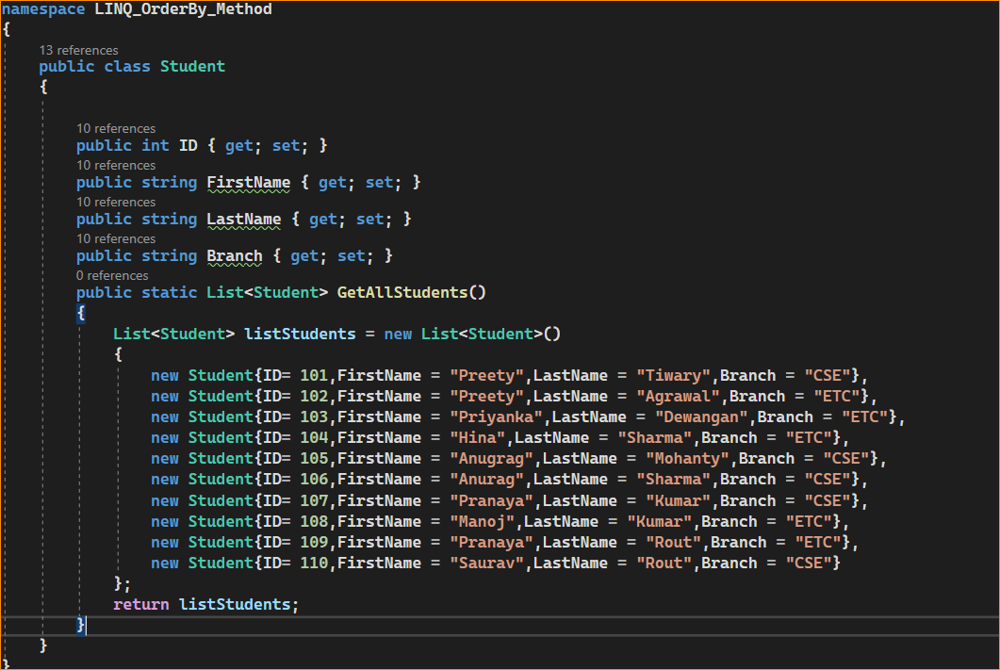 namespace LINQ_OrderBy_Method
{
13 references
public class Student
{
10 references
public int ID { get; set; }
10 references
public string FirstName { get; set; }
10 references
public string LastName { get; set; }
10 references
public string Branch { get; set; }
0 references
public static List<Student> GetAllStudents()
{
List<Student> listStudents = new List<Student>()
{
new Student{ID= 101,FirstName = "Preety",LastName = "Tiwary",Branch = "CSE"},
new Student{ID= 102,FirstName = "Preety",LastName = "Agrawal",Branch = "ETC"},
new Student{ID= 103,FirstName = "Priyanka",LastName = "Dewangan",Branch = "ETC"},
new Student{ID= 104,FirstName = "Hina",LastName = "Sharma",Branch = "ETC"},
new Student{ID= 105,FirstName = "Anugrag",LastName = "Mohanty",Branch = "CSE"},
new Student{ID= 106,FirstName = "Anurag",LastName = "Sharma",Branch = "CSE"},
new Student{ID= 107,FirstName = "Pranaya",LastName = "Kumar",Branch = "CSE"},
new Student{ID= 108,FirstName = "Manoj",LastName = "Kumar",Branch = "ETC"},
new Student{ID= 109,FirstName = "Pranaya",LastName = "Rout",Branch = "ETC"},
new Student{ID= 110,FirstName = "Saurav",LastName = "Rout",Branch = "CSE"}
};
return listStudents;
}
}
}